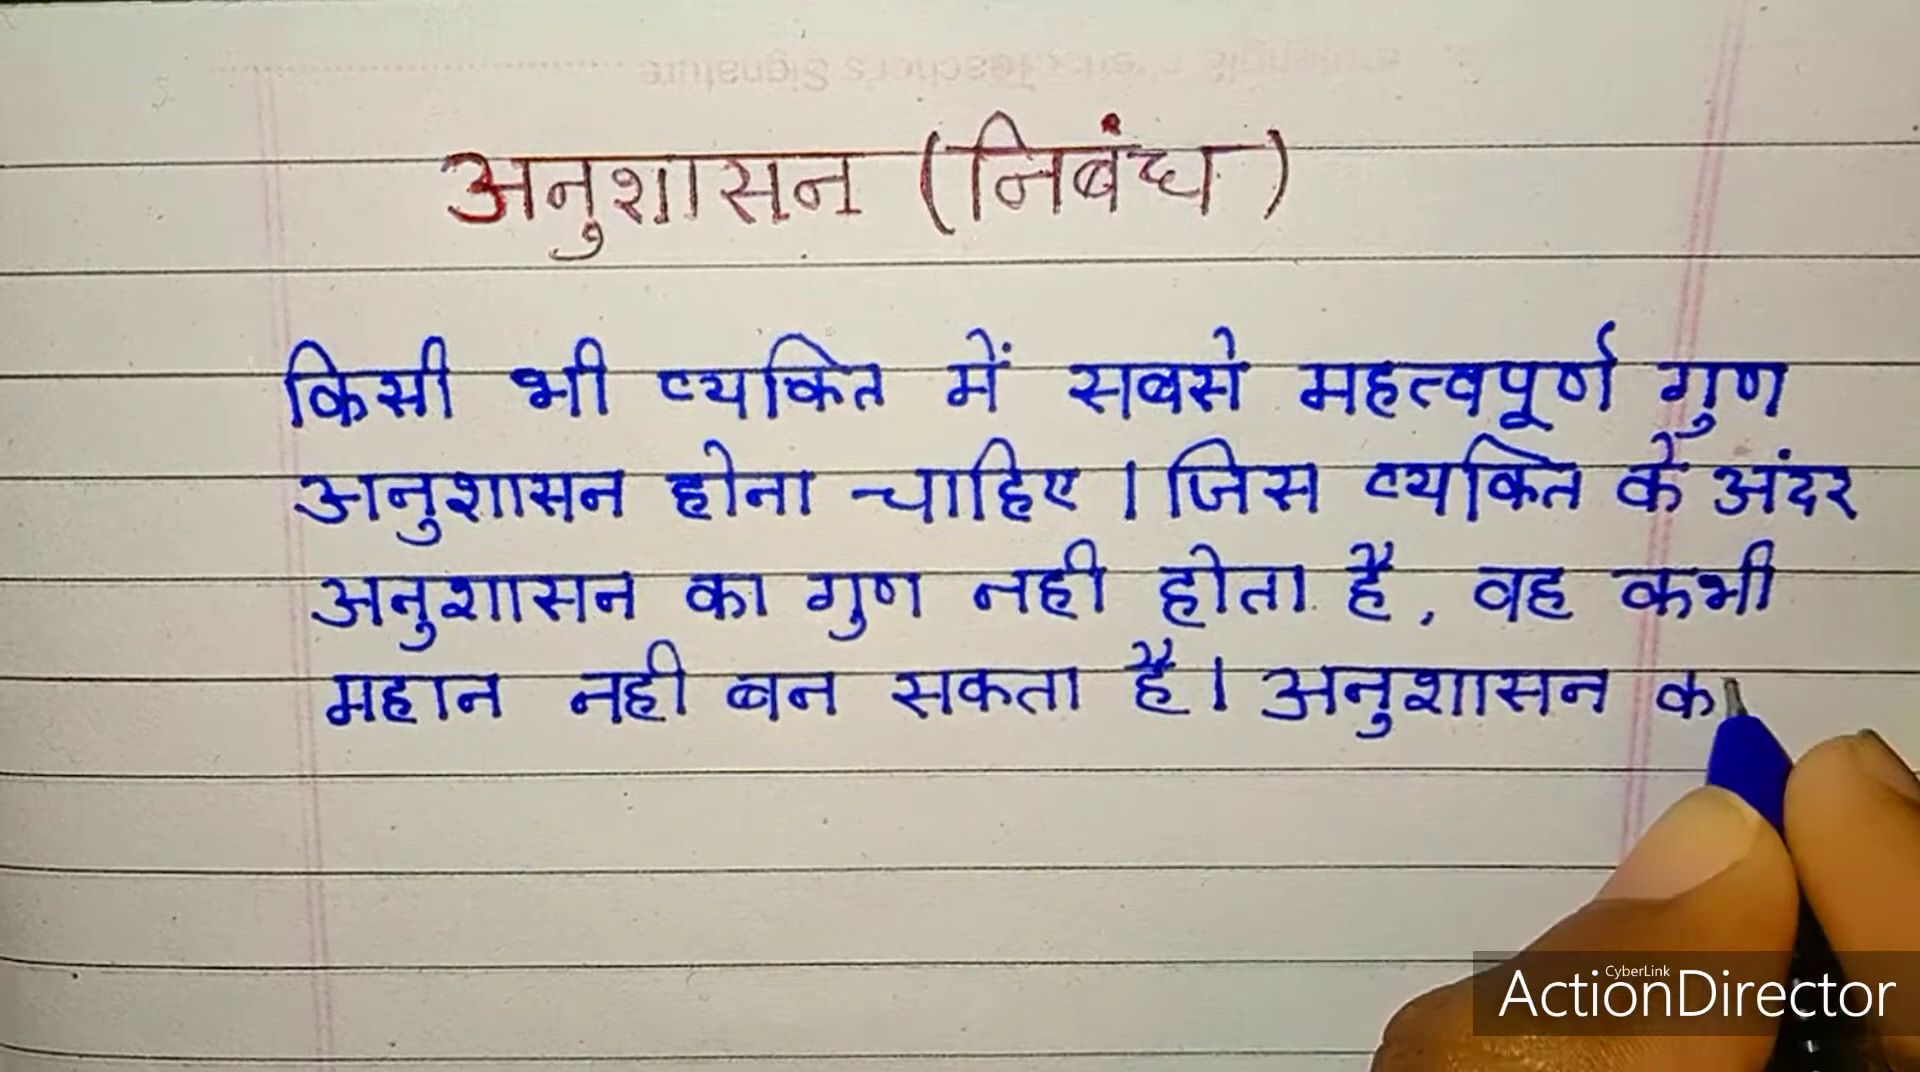 अनुशासन (निबंध)
किसी भी व्यक्ति में सबसे महत्वपूर्ण गुण
अनुशासन होना चाहिए । जिस व्यक्ति के अंदर
अनुशासन का गुण नही होता है, वह कभी
महान नही बन सकता है । अनुशासन क
CyberLink
ActionDirector